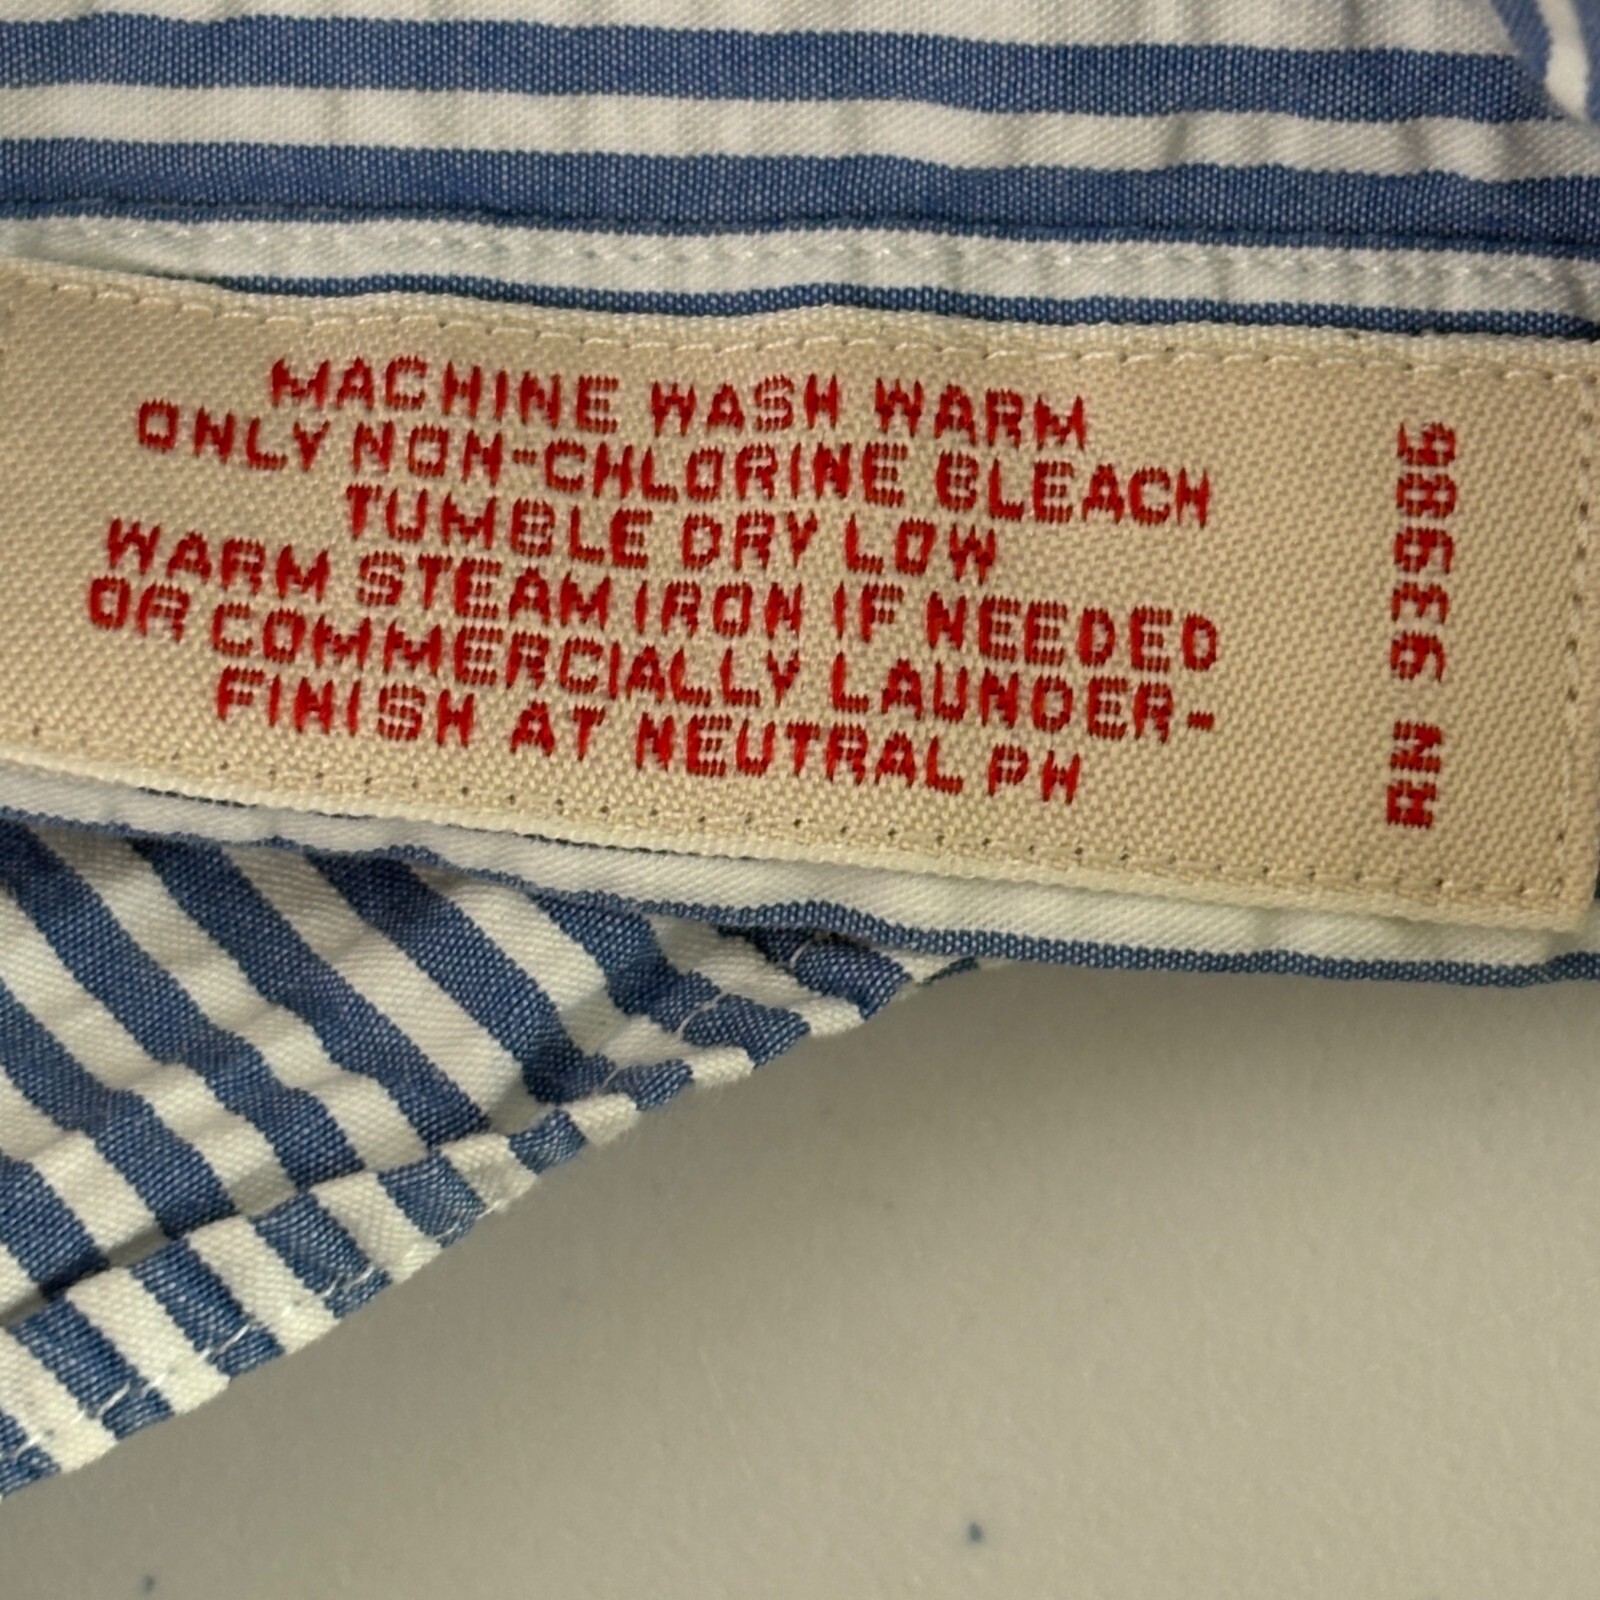 MACHINE WASH WARM
ONLY NON-CHLORINE BLEACH
TUMBLE DRY LOW
WARM STEAM IRON IF NEEDED
OR COMMERCIALLY LAUNDER-
FINISH AT NEUTRAL PH
RN